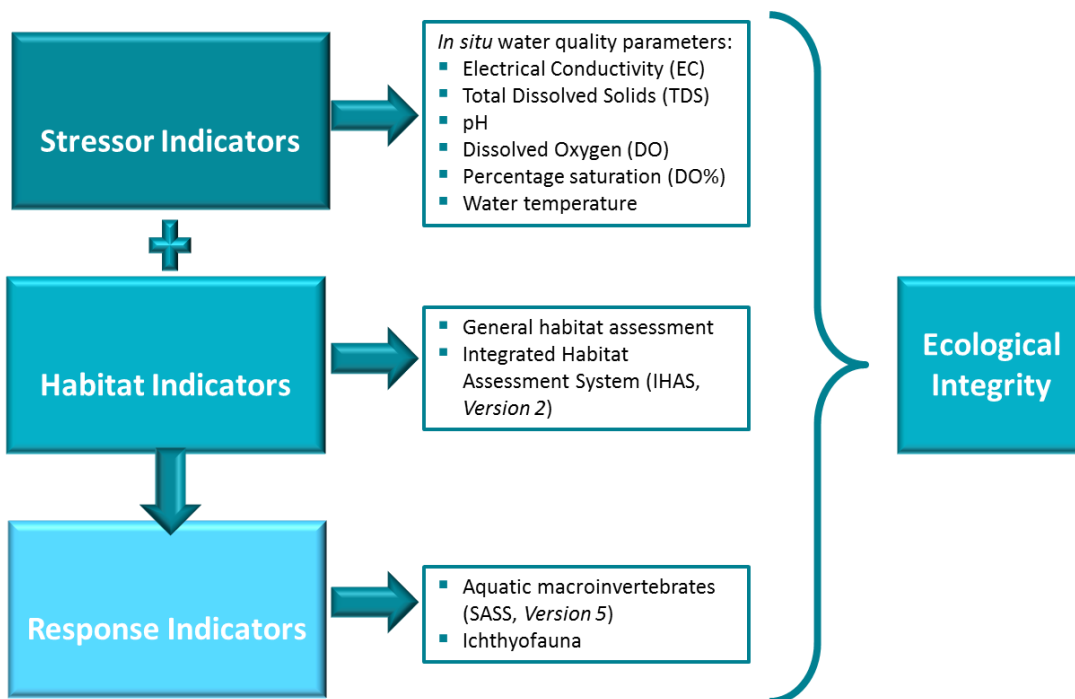 Stressor Indicators
In situ water quality parameters:
▪ Electrical Conductivity (EC)
▪ Total Dissolved Solids (TDS)
▪ pH
▪ Dissolved Oxygen (DO)
▪ Percentage saturation (DO%)
▪ Water temperature
Habitat Indicators
▪ General habitat assessment
▪ Integrated Habitat
Assessment System (IHAS,
Version 2)
Response Indicators
▪ Aquatic macroinvertebrates
(SASS, Version 5)
▪ Ichthyofauna
Ecological
Integrity